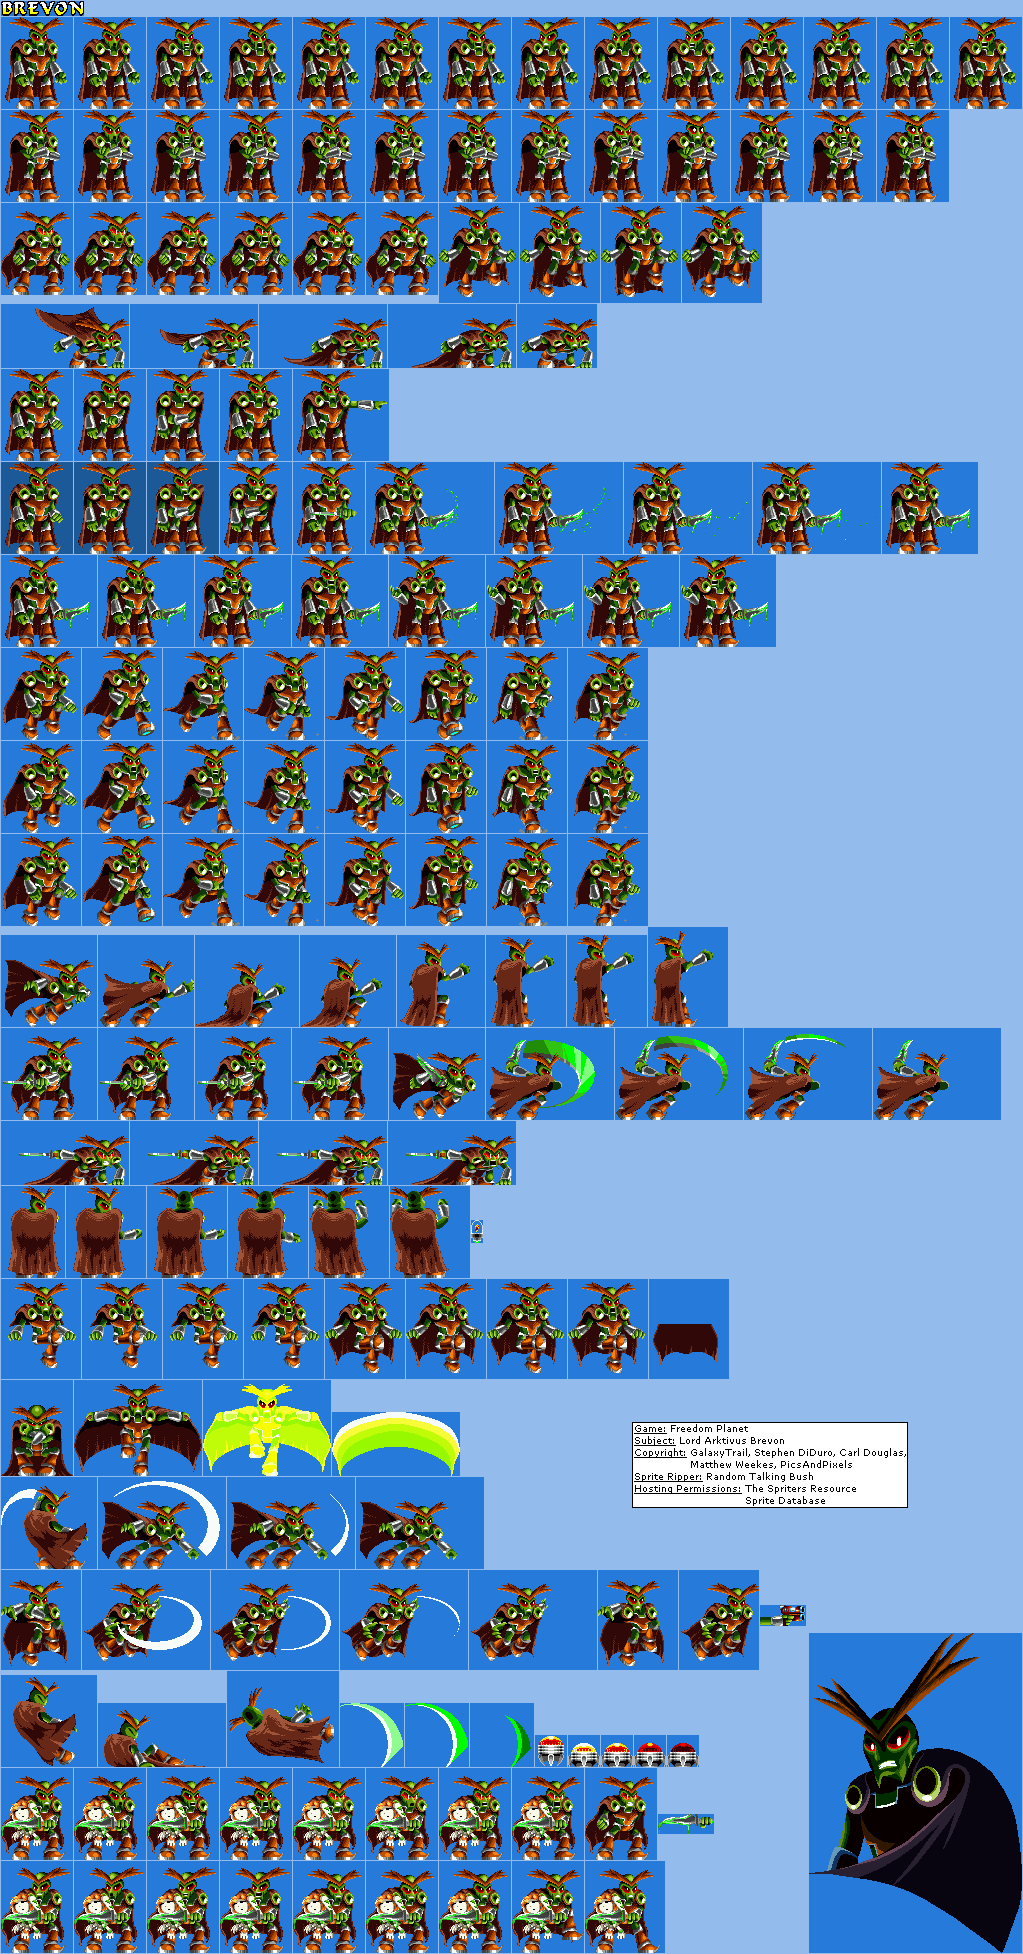 BREVON
Game: Freedom Planet
Subject: Lord Arktivus Brevon
Copyright: GalaxyTrail, Stephen DiDuro, Carl Douglas,
Matthew Weekes, PicsAndPixels
Sprite Ripper: Random Talking Bush
Hosting Permissions: The Spriters Resource
Sprite Database